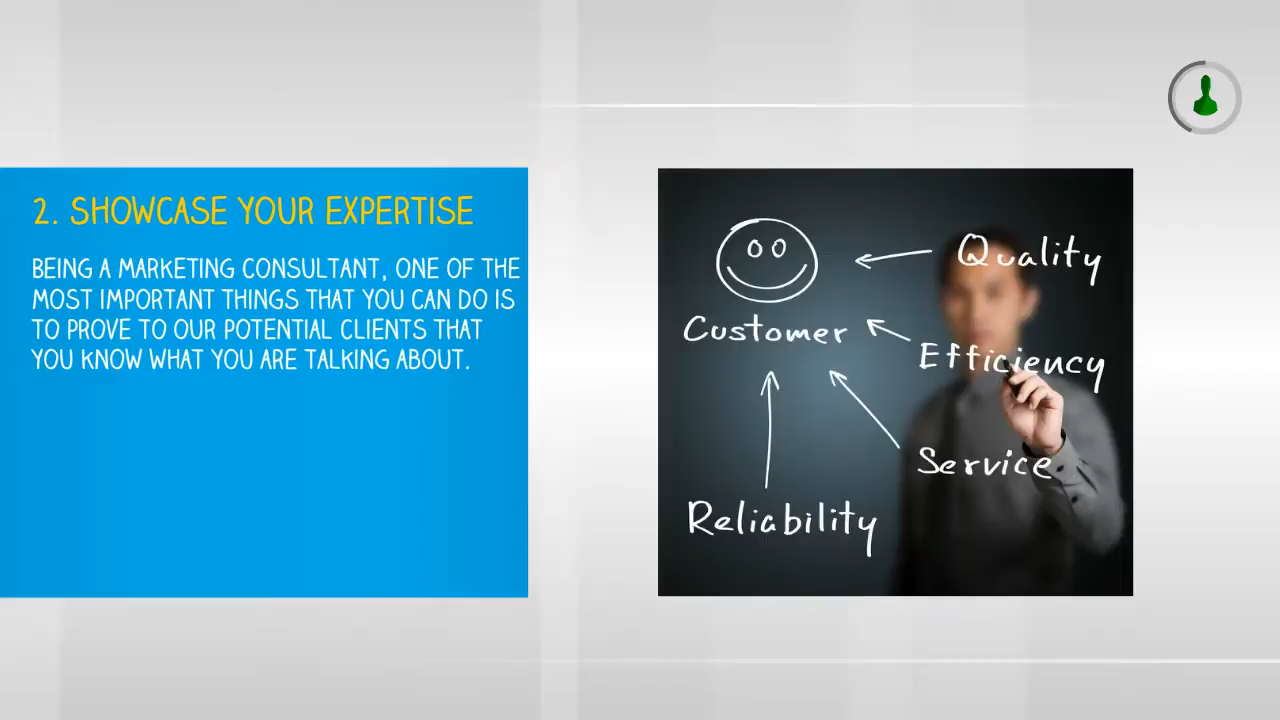 2. SHOWCASE YOUR EXPERTISE
BEING A MARKETING CONSULTANT, ONE OF THE
MOST IMPORTANT THINGS THAT YOU CAN DO IS
TO PROVE TO OUR POTENTIAL CLIENTS THAT
YOU KNOW WHAT YOU ARE TALKING ABOUT.
Quality
Customer
Efficiency
Service
Reliability